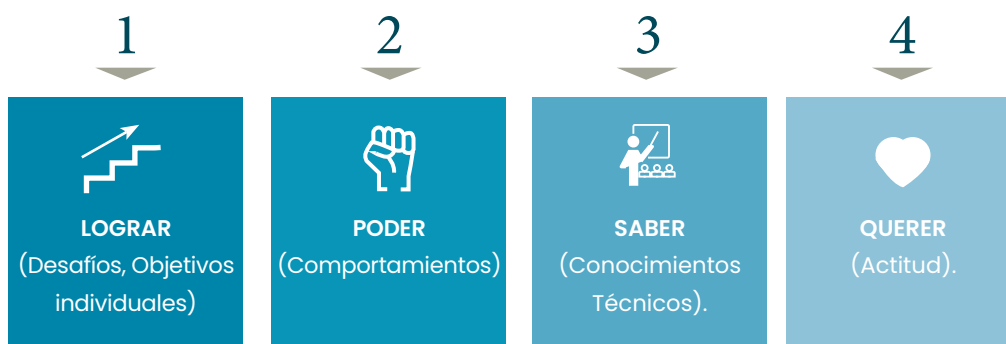 1
LOGRAR
(Desafíos, Objetivos
individuales)
2
PODER
(Comportamientos)
3
SABER
(Conocimientos
Técnicos).
4
QUERER
(Actitud).